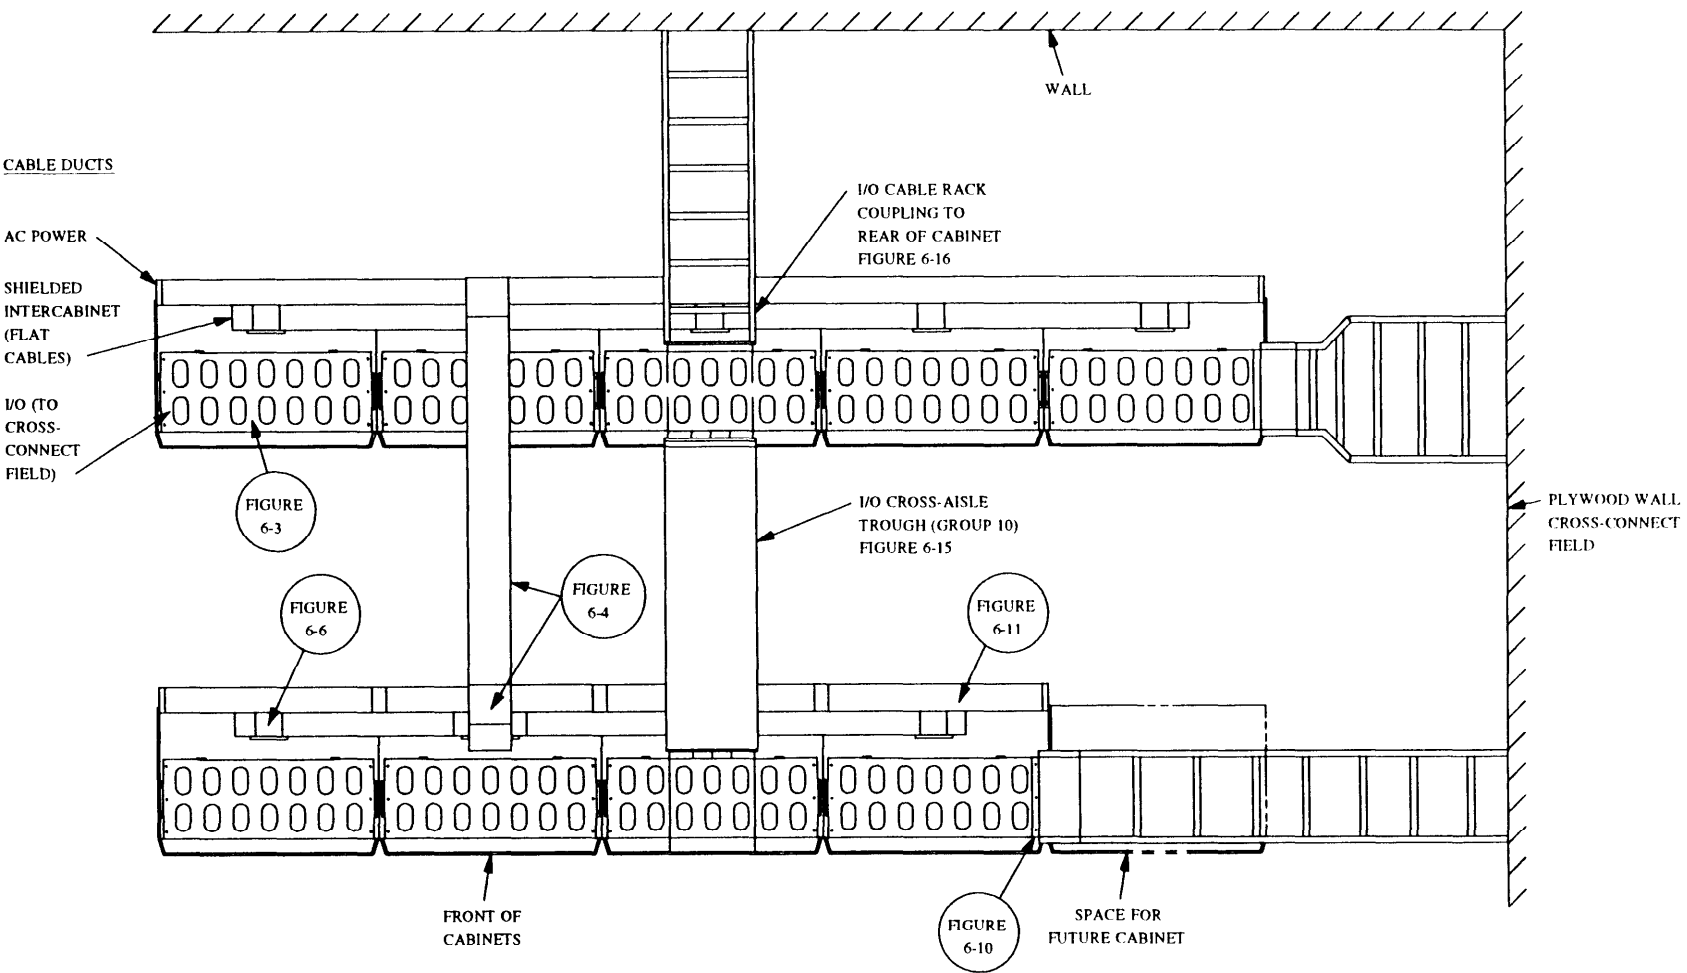 WALL
CABLE DUCTS
AC POWER
SHIELDED
INTERCABINET
(FLAT
CABLES)
I/O (TO
CROSS-
CONNECT
FIELD)
I/O CABLE RACK
COUPLING TO
REAR OF CABINET
FIGURE 6-16
FIGURE
6-3
I/O CROSS-AISLE
TROUGH (GROUP 10)
FIGURE 6-15
PLYWOOD WALL
CROSS-CONNECT
FIELD
FIGURE
6-6
FIGURE
6-4
FIGURE
6-11
FRONT OF
CABINETS
FIGURE
6-10
SPACE FOR
FUTURE CABINET